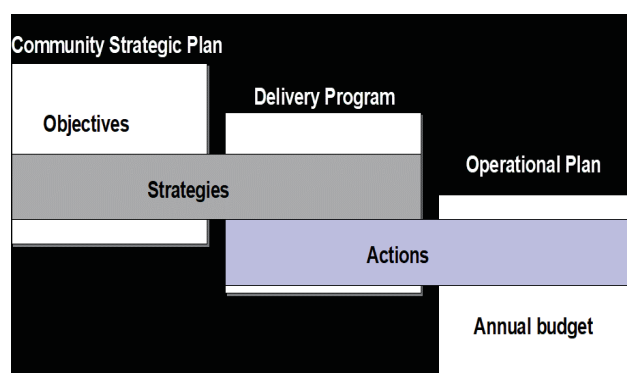 Community Strategic Plan
Delivery Program
Objectives
Operational Plan
Strategies
Actions
Annual budget